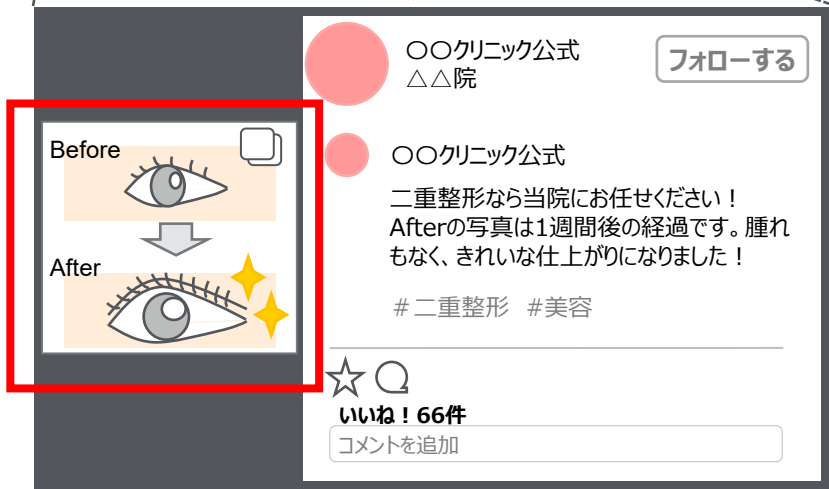 〇〇クリニック公式
△△院
フォローする
Before
After
〇〇クリニック公式
二重整形なら当院にお任せください！
Afterの写真は1週間後の経過です。腫れ
もなく、きれいな仕上がりになりました！
＃二重整形 #美容
いいね！66件
コメントを追加